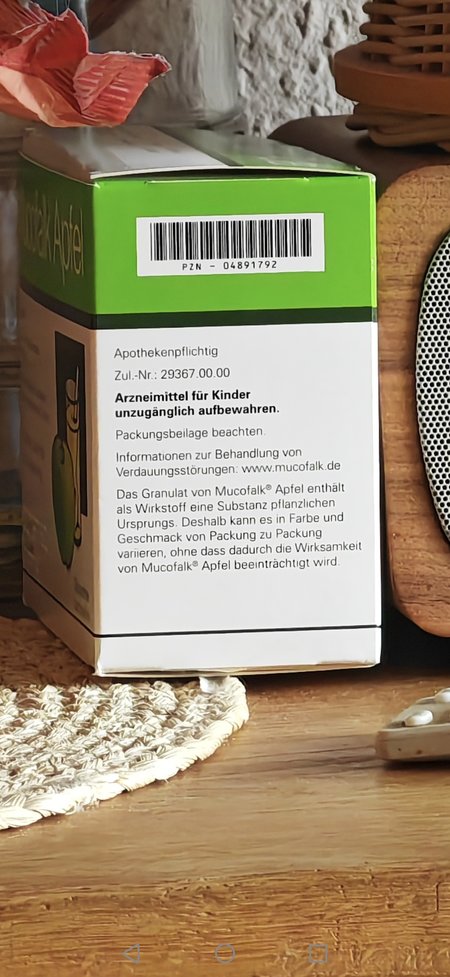 Mucofalk Apfel
PZN - 04891792
Apothekenpflichtig
Zul.-Nr.: 29367.00.00
Arzneimittel für Kinder
unzugänglich aufbewahren.
Packungsbeilage beachten.
Informationen zur Behandlung von
Verdauungsstörungen: www.mucofalk.de
Das Granulat von Mucofalk® Apfel enthält
als Wirkstoff eine Substanz pflanzlichen
Ursprungs. Deshalb kann es in Farbe und
Geschmack von Packung zu Packung
variieren, ohne dass dadurch die Wirksamkeit
von Mucofalk® Apfel beeinträchtigt wird.